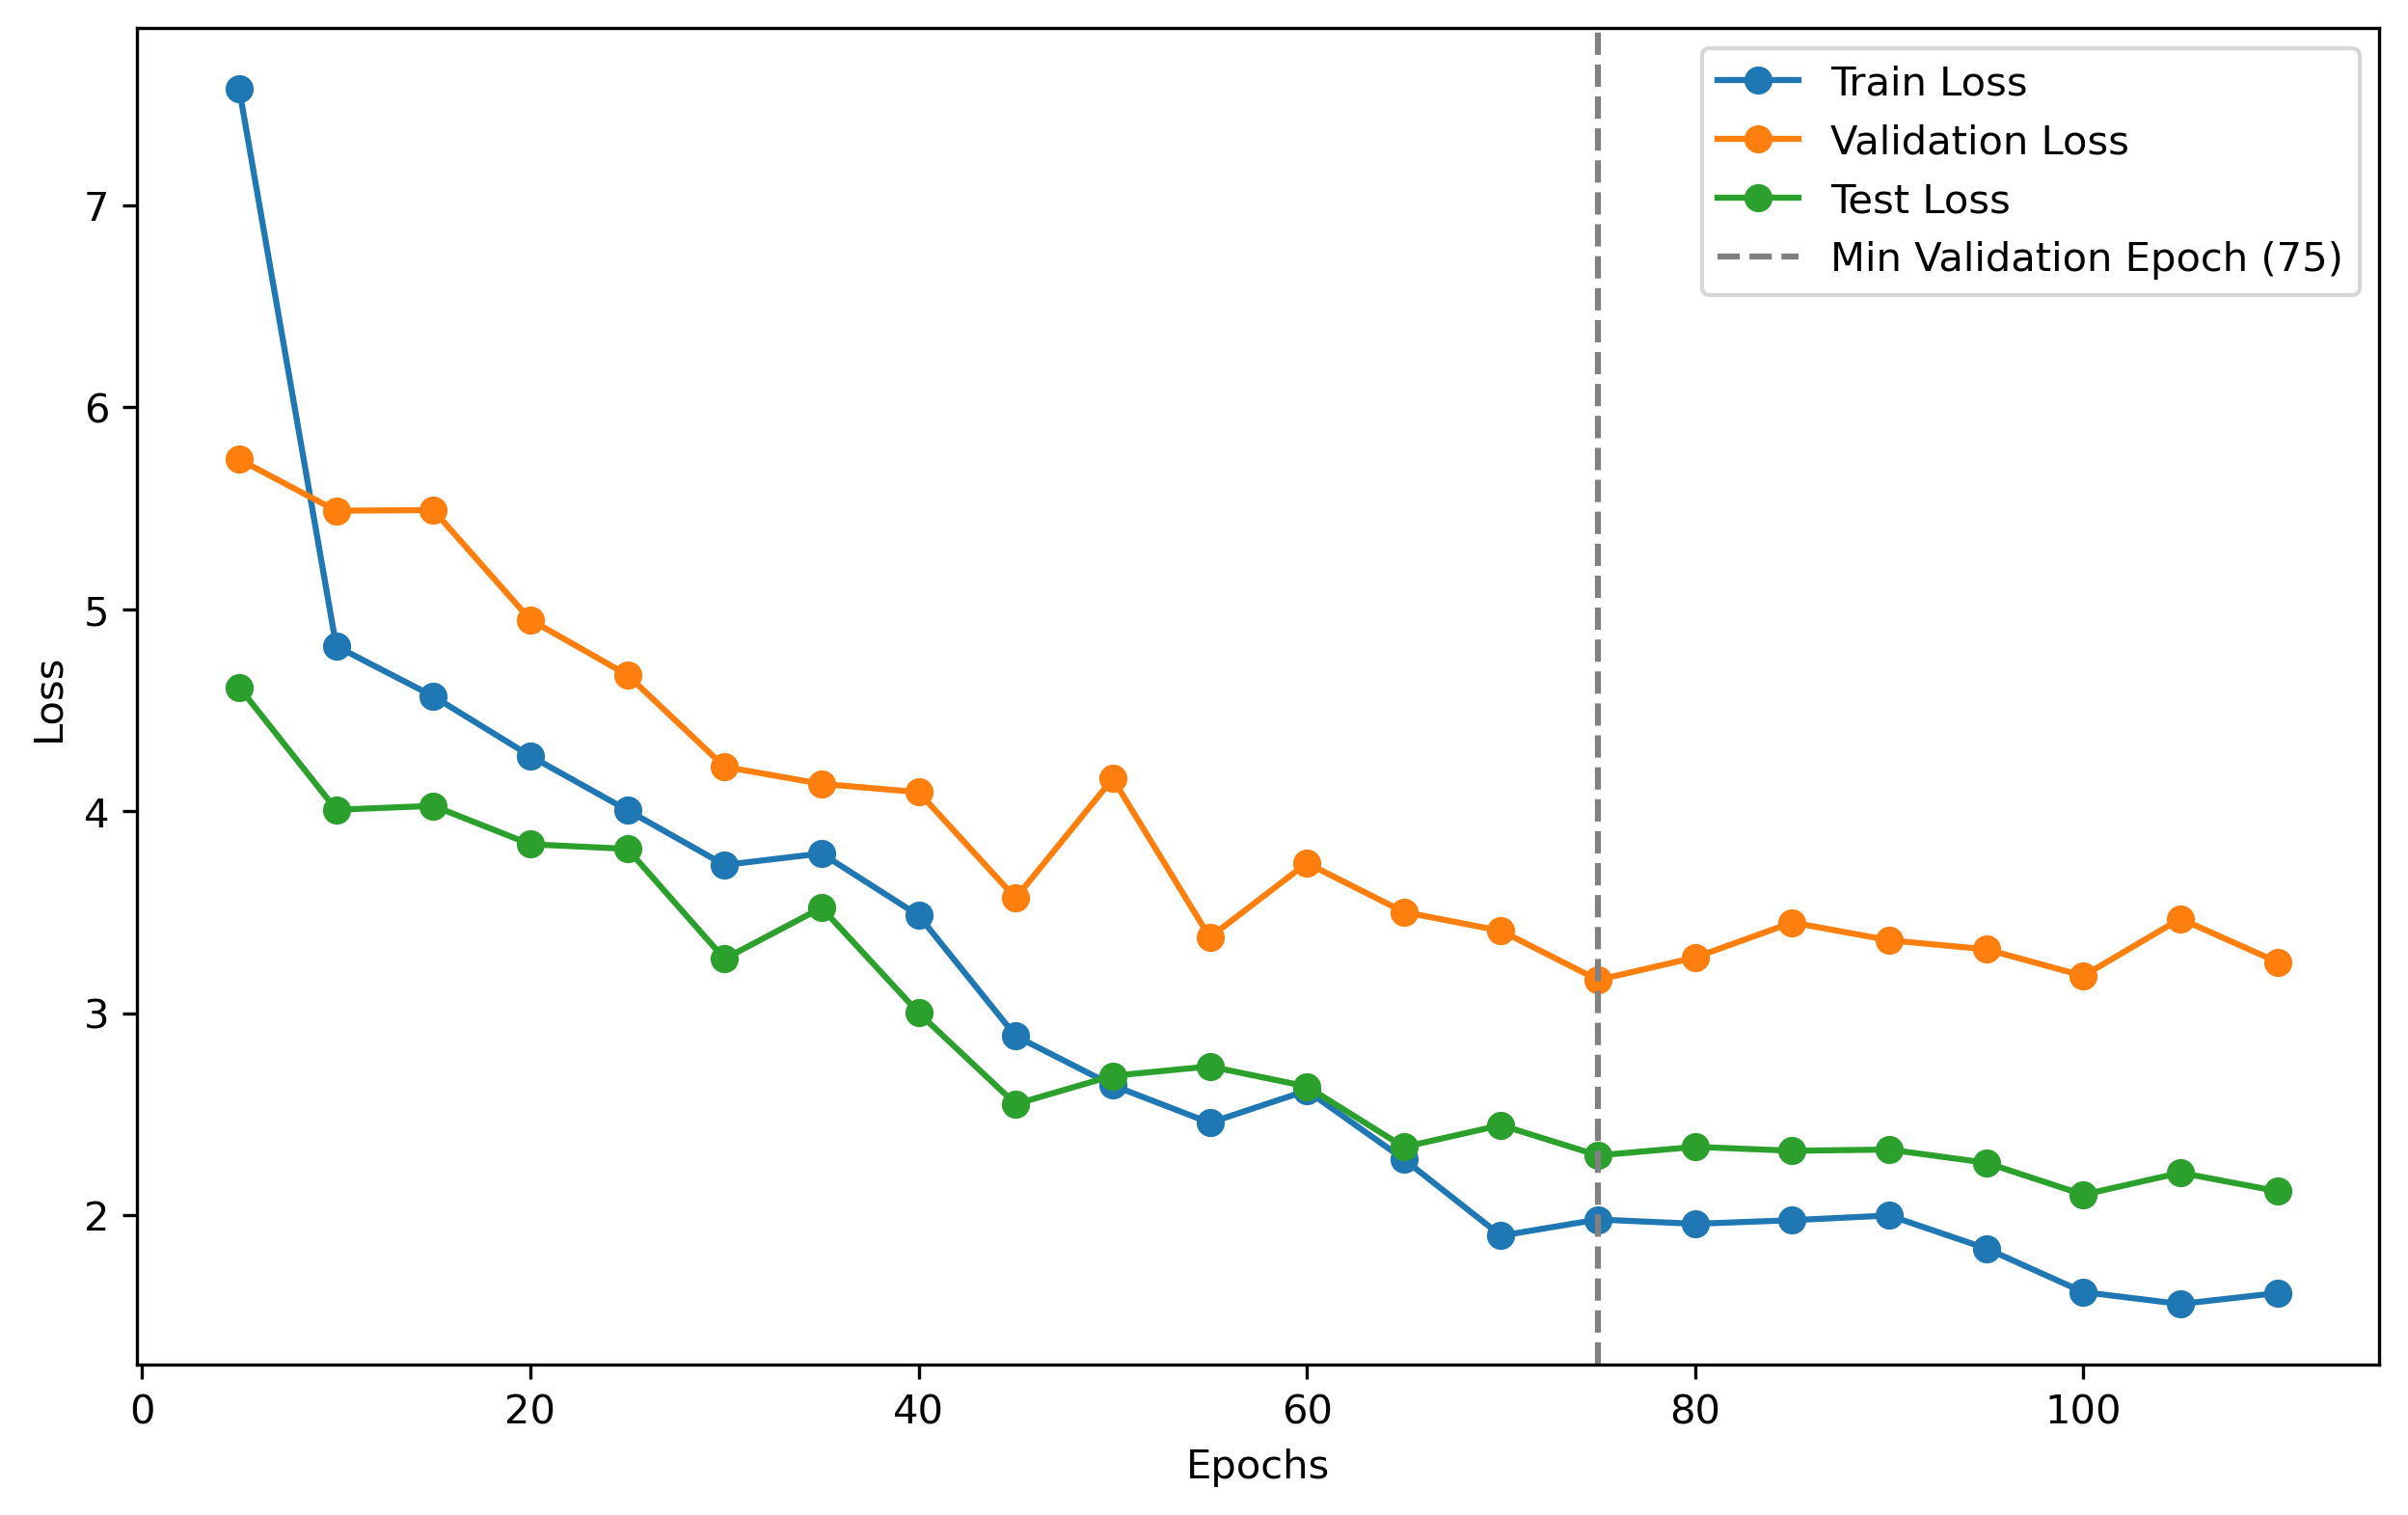 Train Loss
Validation Loss
Test Loss
Min Validation Epoch (75)
7
6
5
4
3
2
Loss
0 20 40 60 80 100
Epochs